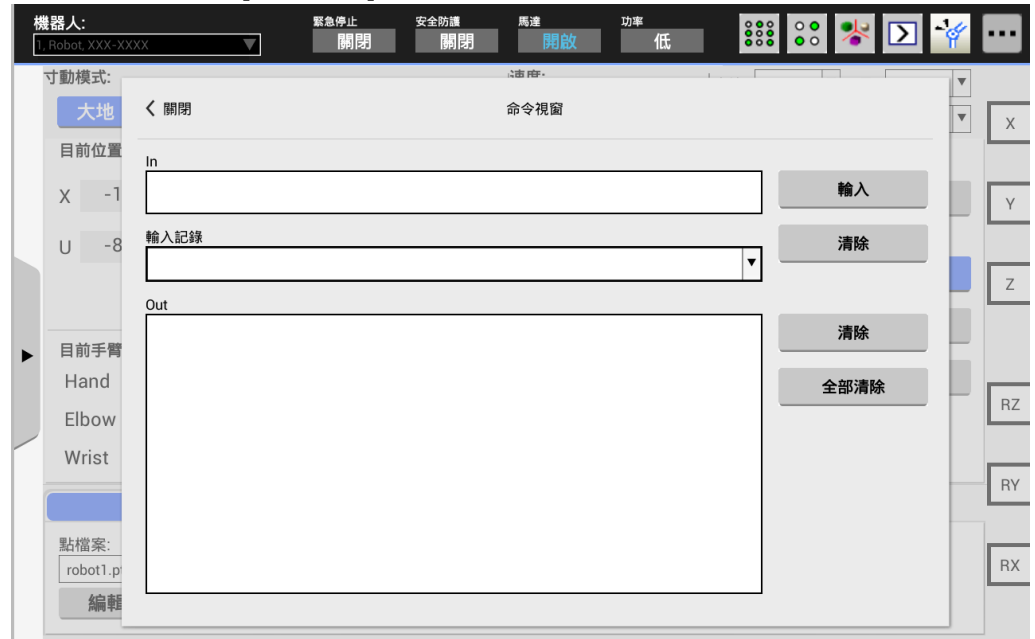 機器人:
緊急停止 安全防護 馬達 功率
1, Robot, XXX-XXXX
關閉 關閉 開啟 低
寸動模式: 速度:
大地
關閉 命令視窗
目前位置
In
X -1
輸入
輸入記錄
U -8
清除
Out
清除
目前手臂
Hand
全部清除
Elbow
Wrist
點檔案:
robot1.p
編輯
X
Y
Z
RZ
RY
RX